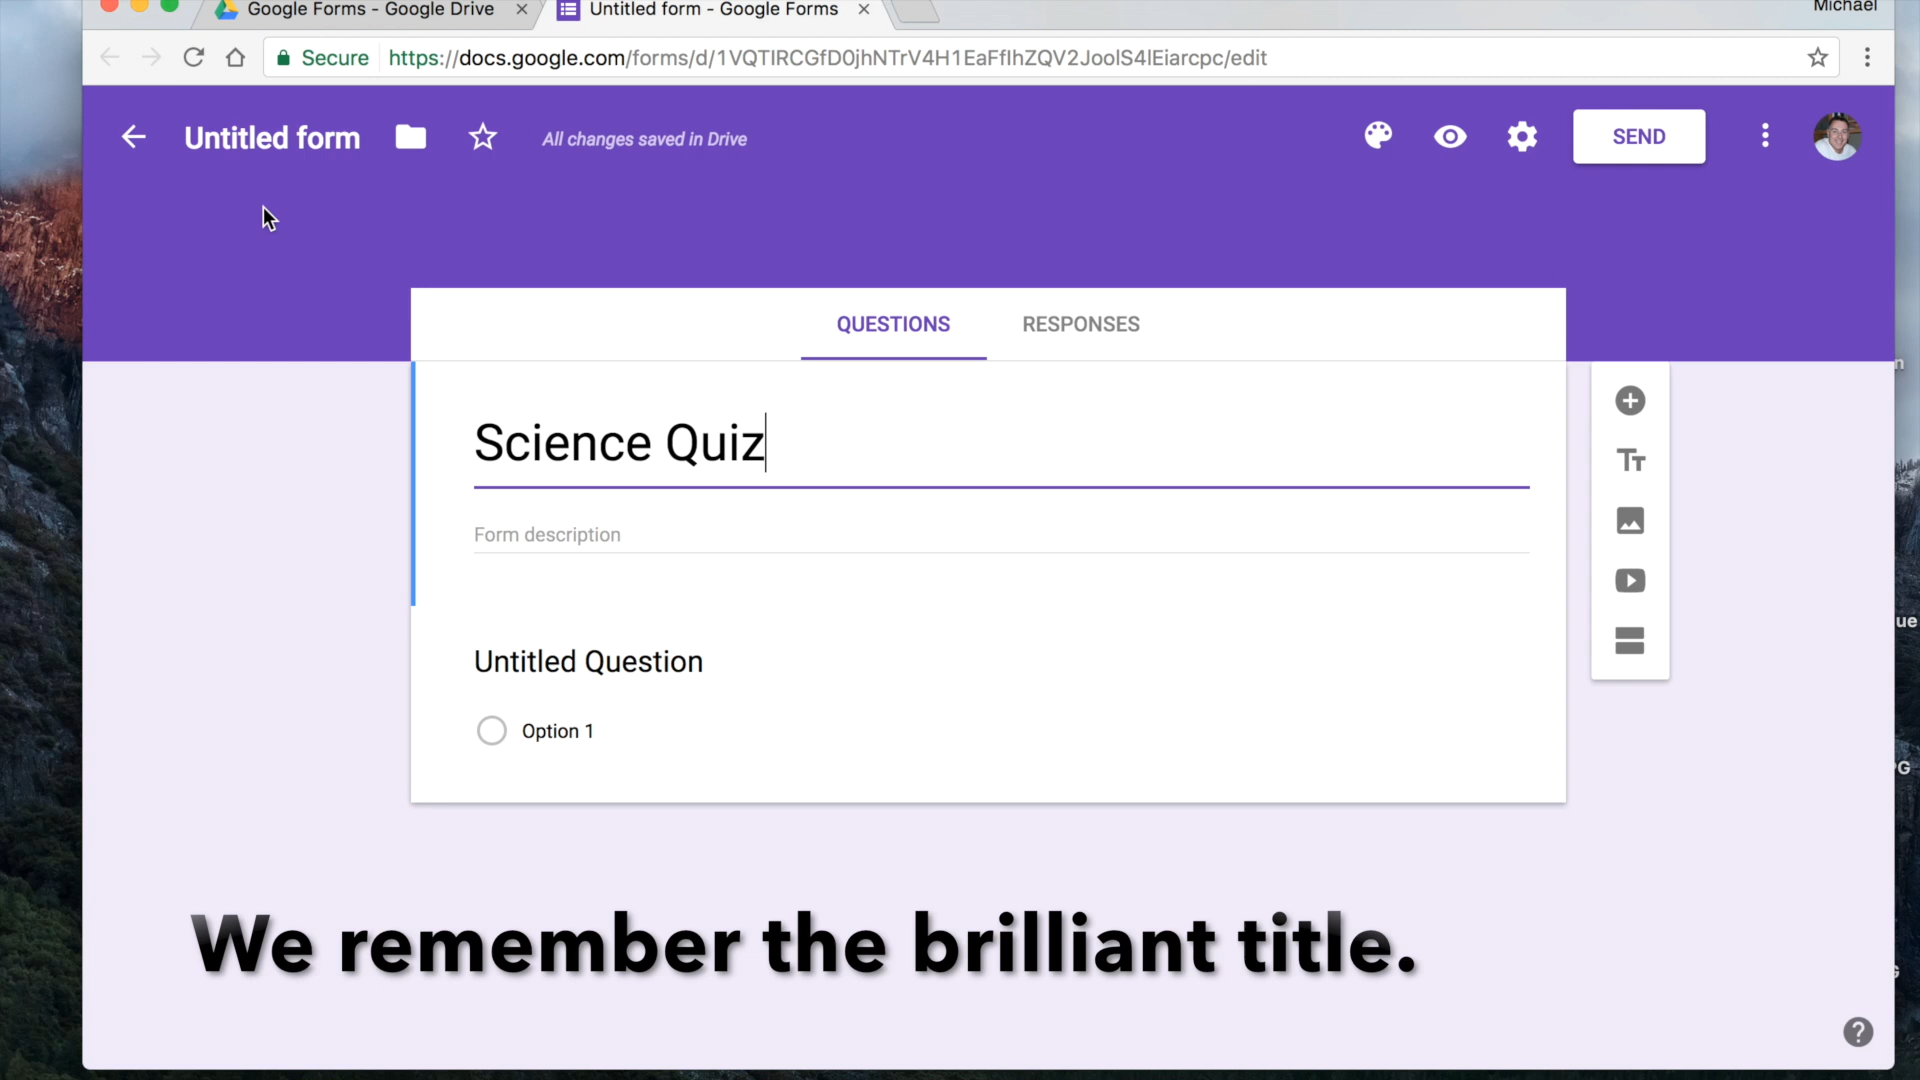 Michael
Google Forms - Google Drive
Untitled form - Google Forms
Secure
https://docs.google.com/forms/d/1VQTIRCGfD0jhNTrV4H1EaFfIhZQV2JoolS4lEiarcpc/edit
Untitled form
All changes saved in Drive
SEND
QUESTIONS
RESPONSES
Science Quiz
Form description
Untitled Question
Option 1
We remember the brilliant title.